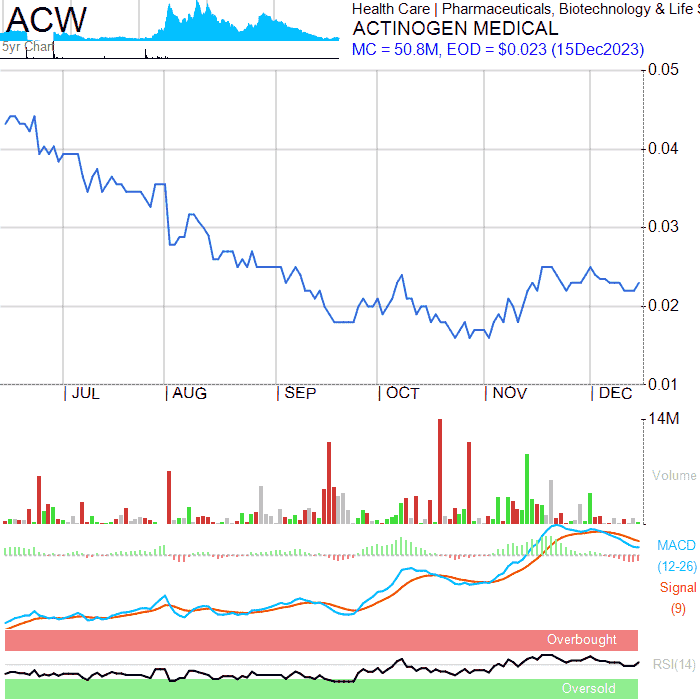 ACW
5yr Chart
Health Care | Pharmaceuticals, Biotechnology & Life
ACTINOGEN MEDICAL
MC = 50.8M, EOD = $0.023 (15Dec2023)
0.05
0.04
0.03
0.02
0.01
| JUL | AUG | SEP | OCT | NOV | DEC
14M
Volume
MACD
(12-26)
Signal
(9)
Overbought
RSI(14)
Oversold